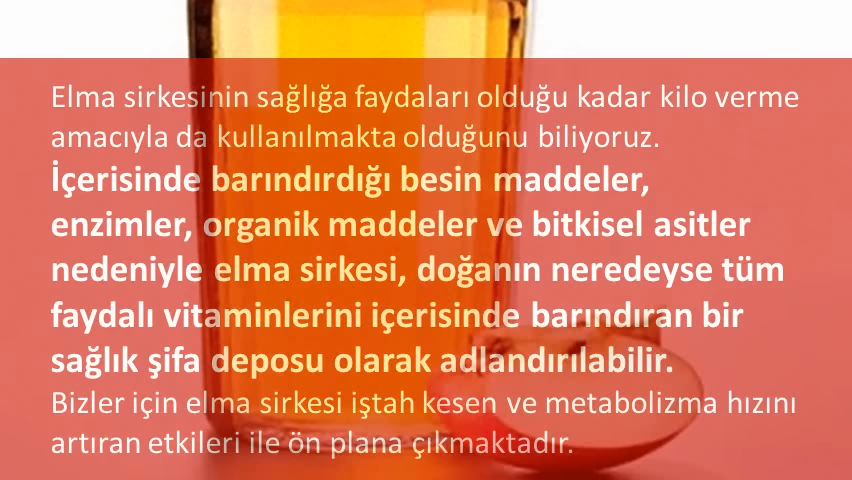 Elma sirkesinin sağlığa faydaları olduğu kadar kilo verme
amacıyla da kullanılmakta olduğunu biliyoruz.
İçerisinde barındırdığı besin maddeler,
enzimler, organik maddeler ve bitkisel asitler
nedeniyle elma sirkesi, doğanın neredeyse tüm
faydalı vitaminlerini içerisinde barındıran bir
sağlık şifa deposu olarak adlandırılabilir.
Bizler için elma sirkesi iştah kesen ve metabolizma hızını
artıran etkileri ile ön plana çıkmaktadır.